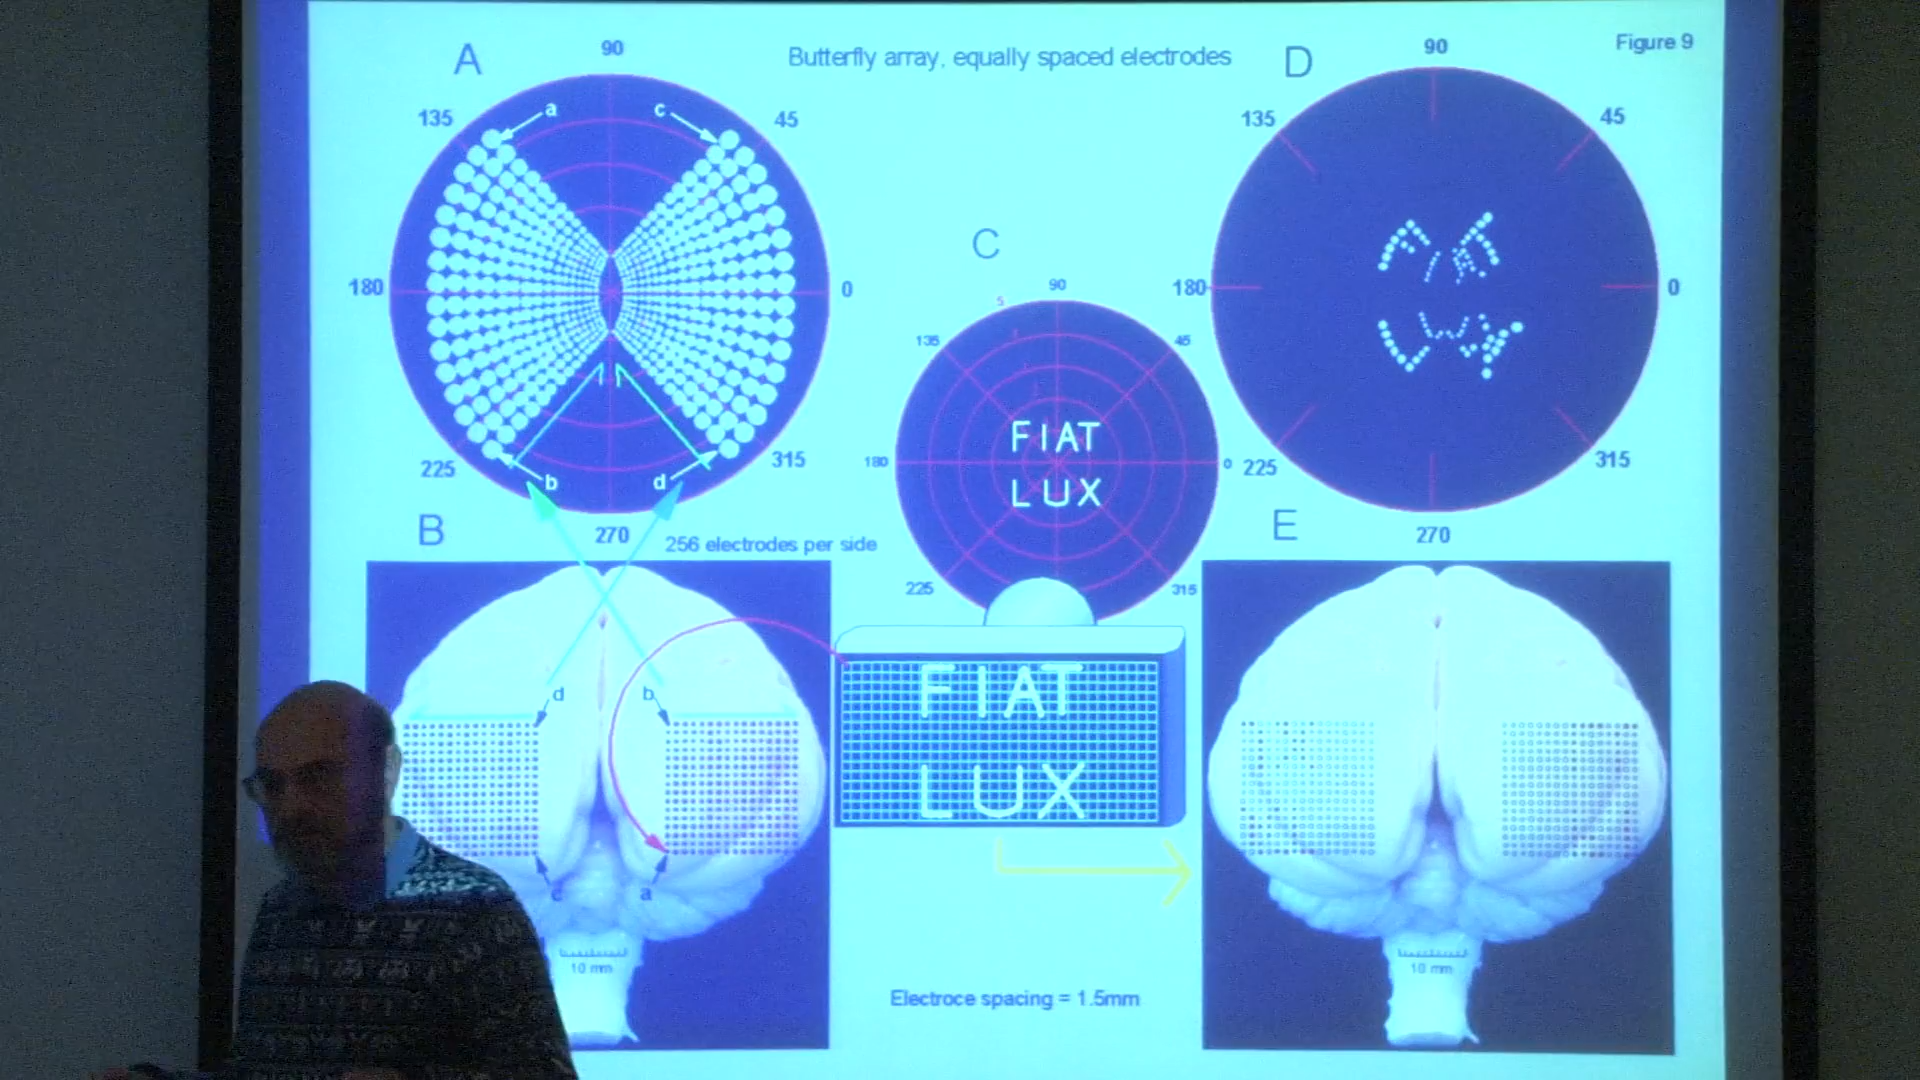 Butterfly array, equally spaced electrodes
Figure 9
A
90
135
45
a
c
180
0
225
315
b
d
270
B
256 electrodes per side
d
b
c
a
10 mm
C
90
5
135
45
180
0
225
315
FIAT
LUX
FIAT
LUX
Electroce spacing = 1.5mm
D
90
135
45
180
0
225
315
270
E
10 mm